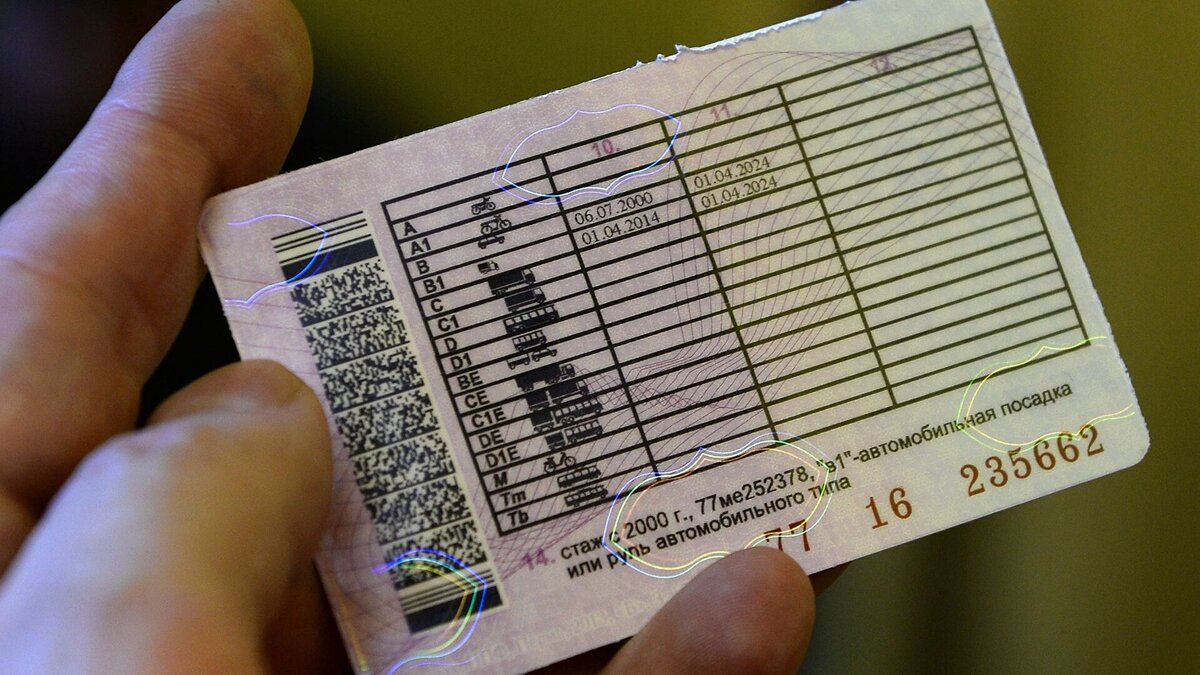 10. 11. 12.
A
A1
B 06.07.2000 01.04.2024
B1 01.04.2014 01.04.2024
C
C1
D
D1
BE
CE
C1E
DE
D1E
M
Tm
Tb
14. стаж с 2000 г., 77ме252378, "в1"-автомобильная посадка
или руль автомобильного типа
77 16 235662